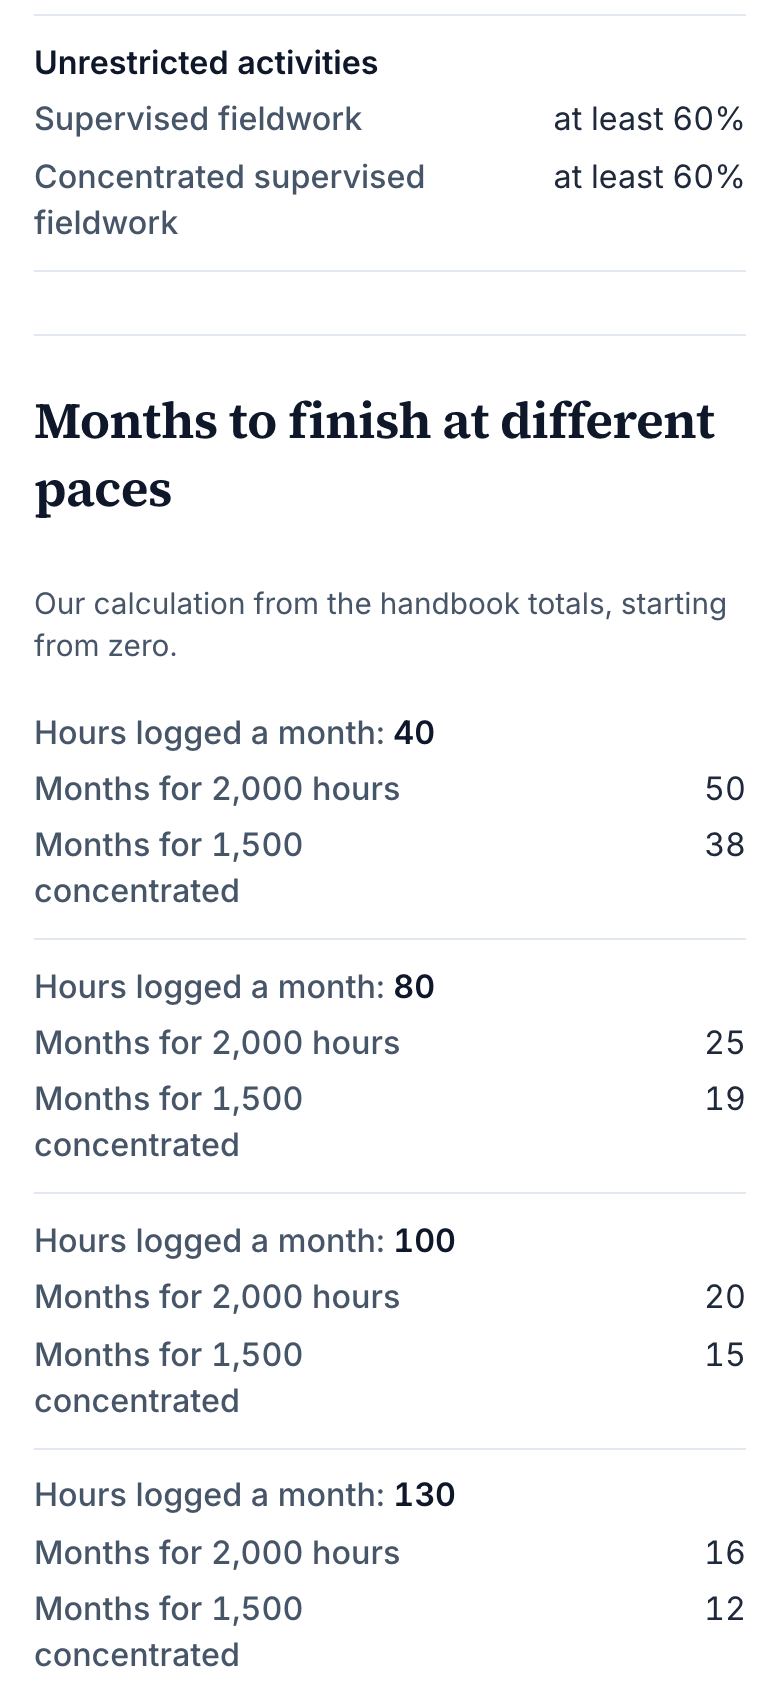 Unrestricted activities
Supervised fieldwork at least 60%
Concentrated supervised at least 60%
fieldwork
Months to finish at different
paces
Our calculation from the handbook totals, starting
from zero.
Hours logged a month: 40
Months for 2,000 hours 50
Months for 1,500 38
concentrated
Hours logged a month: 80
Months for 2,000 hours 25
Months for 1,500 19
concentrated
Hours logged a month: 100
Months for 2,000 hours 20
Months for 1,500 15
concentrated
Hours logged a month: 130
Months for 2,000 hours 16
Months for 1,500 12
concentrated